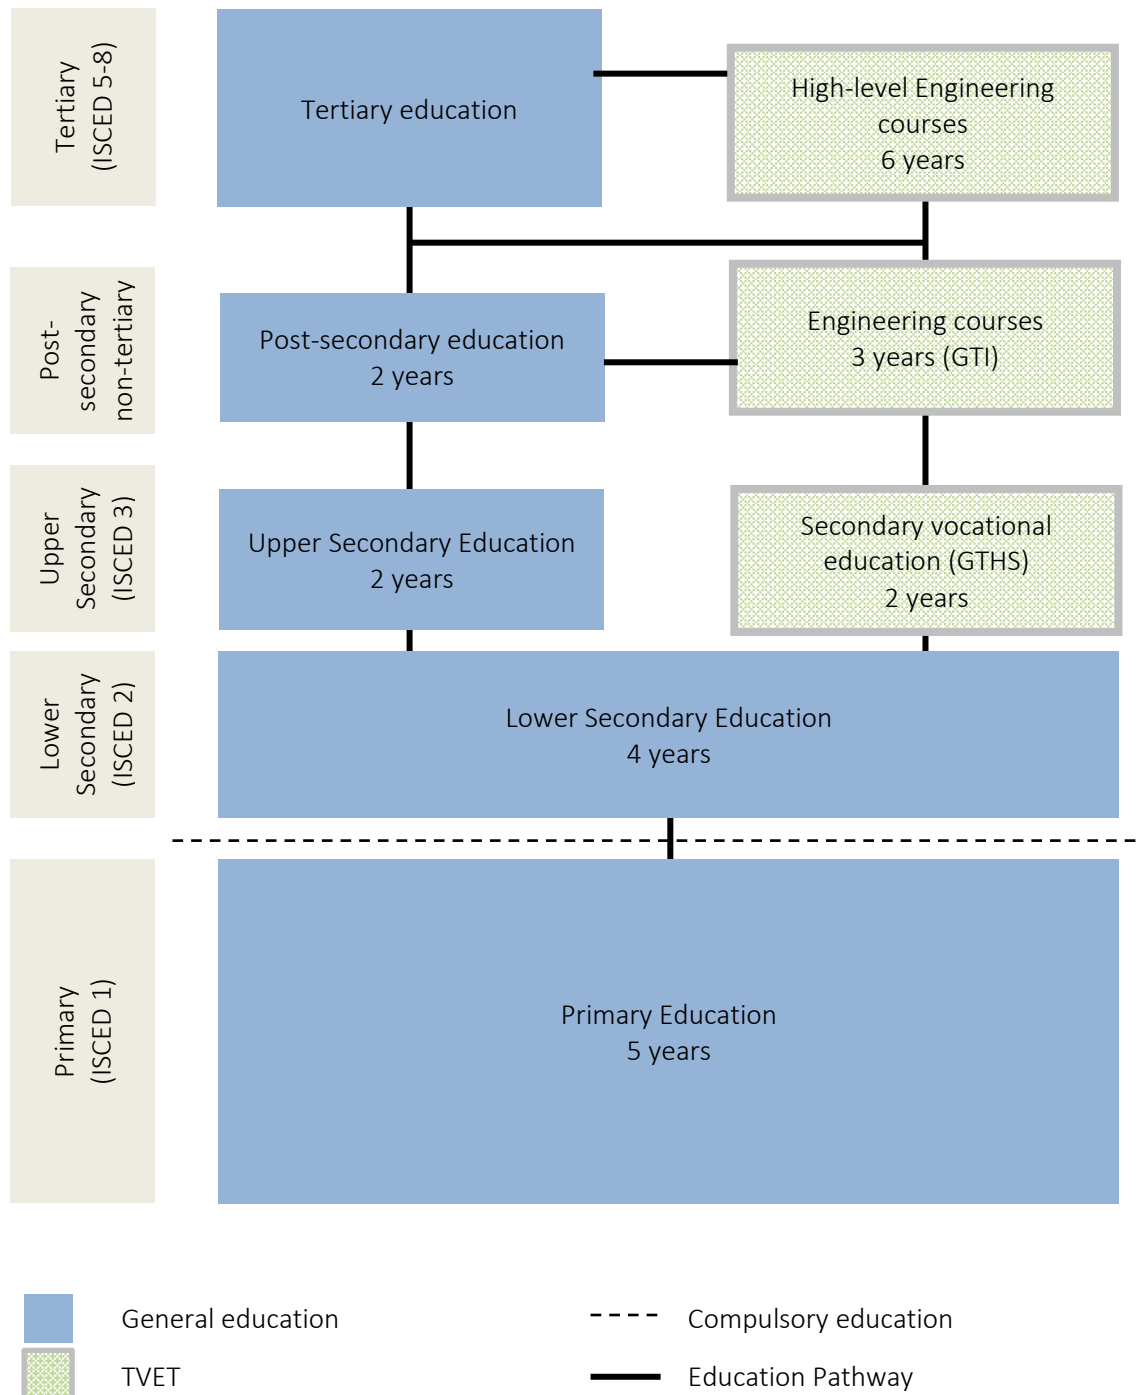 Tertiary
(ISCED 5-8)
Tertiary education
High-level Engineering
courses
6 years
Post-
secondary
non-tertiary
Post-secondary education
2 years
Engineering courses
3 years (GTI)
Upper
Secondary
(ISCED 3)
Upper Secondary Education
2 years
Secondary vocational
education (GTHS)
2 years
Lower
Secondary
(ISCED 2)
Lower Secondary Education
4 years
Primary
(ISCED 1)
Primary Education
5 years
General education
Compulsory education
TVET
Education Pathway